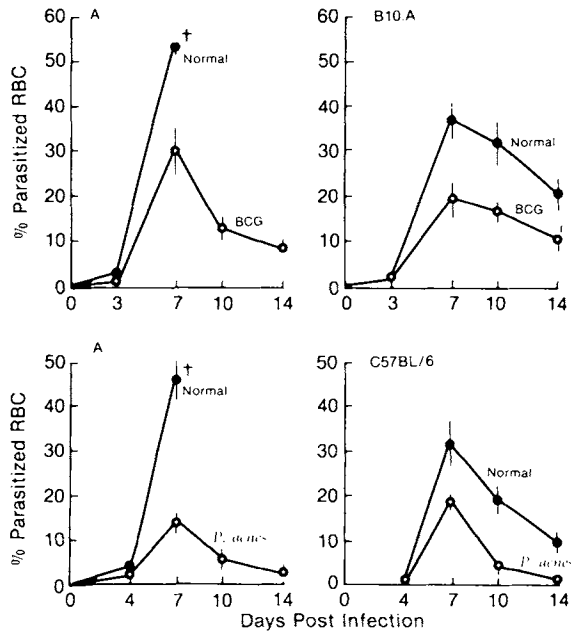 A
B10.A
% Parasitized RBC
60
50
40
30
20
10
0
†
Normal
BCG
0 3 7 10 14
60
50
40
30
20
10
0
Normal
BCG
0 3 7 10 14
A
C57BL/6
% Parasitized RBC
50
40
30
20
10
0
†
Normal
P. acnes
0 4 7 10 14
50
40
30
20
10
0
Normal
P. acnes
4 7 10 14
Days Post Infection